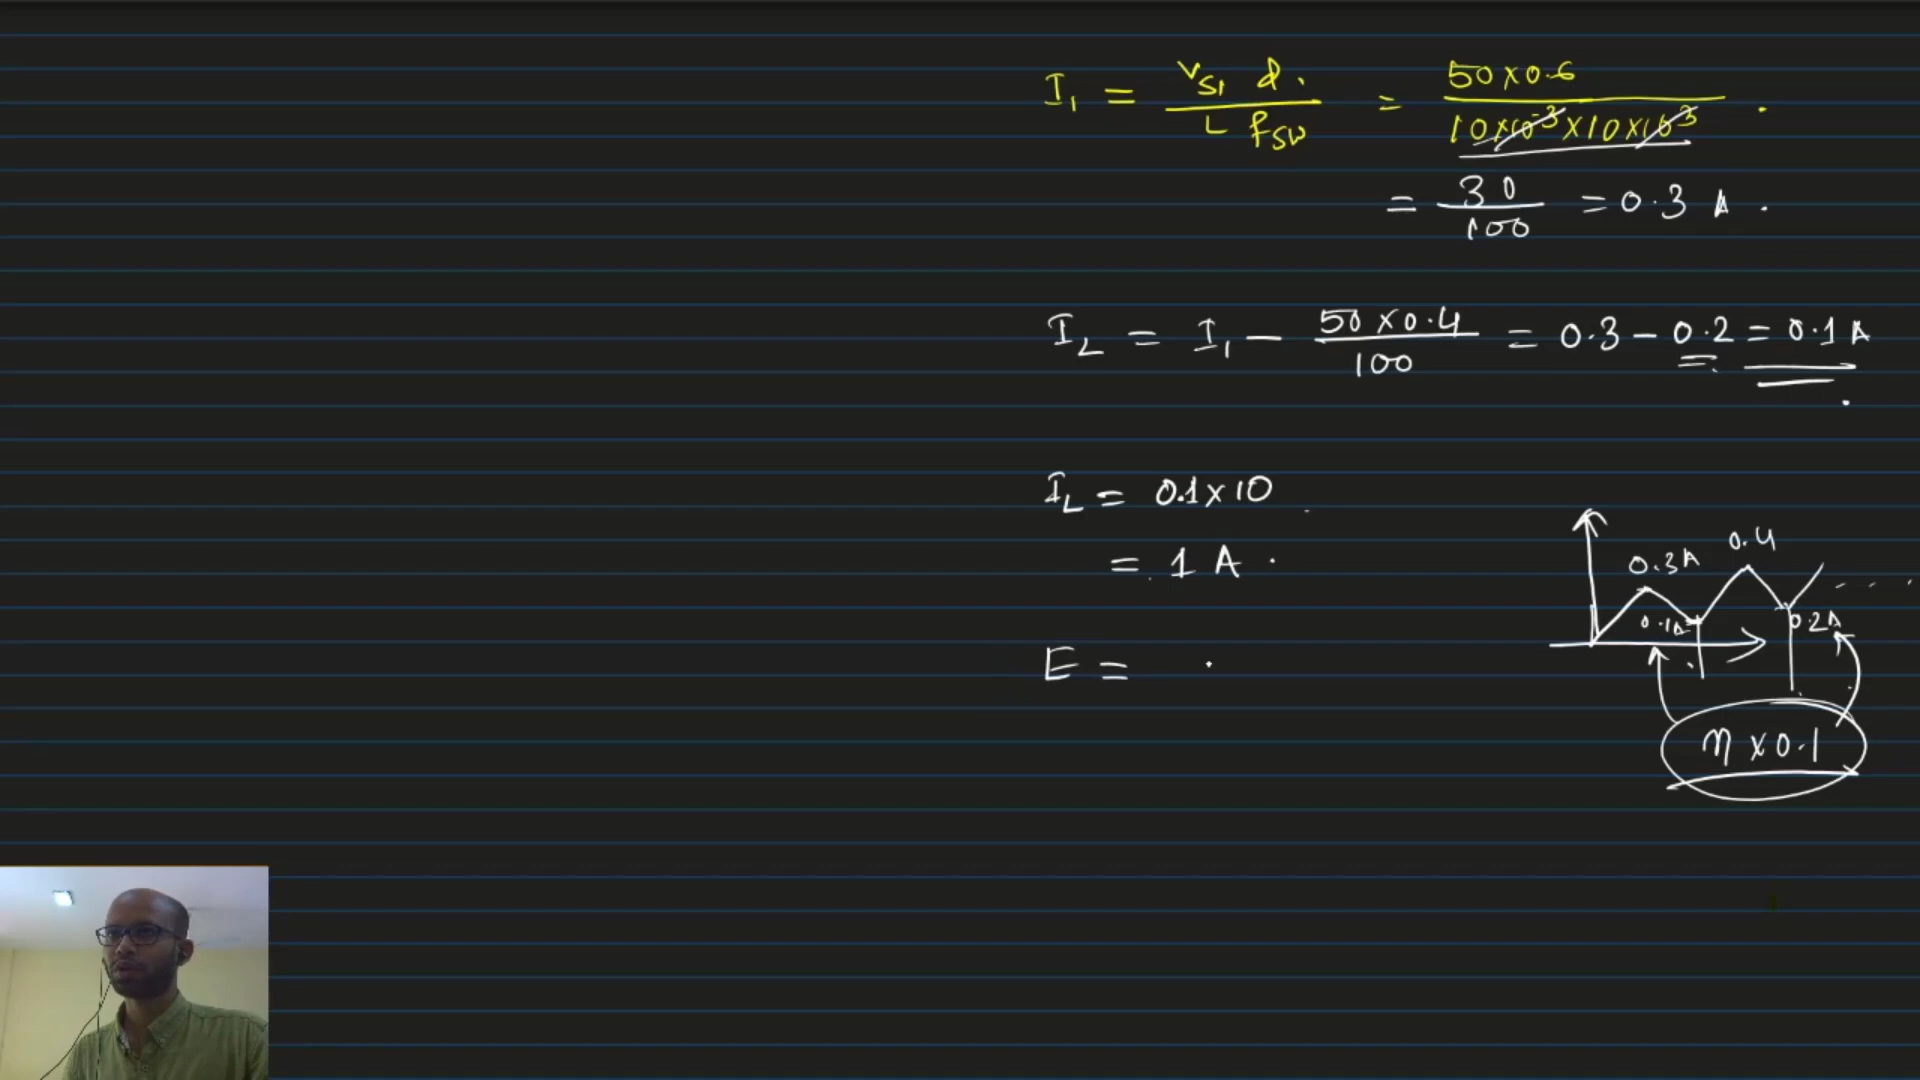 I₁ = Vs₁ d / L fsw = 50×0.6 / 10×10⁻³×10×10³
= 30 / 100 = 0.3 A.
I_L = I₁ − 50×0.4 / 100 = 0.3 − 0.2 = 0.1 A
I_L = 0.1×10
= 1 A.
E =
0.3A 0.4
0.1A 0.2A
n × 0.1